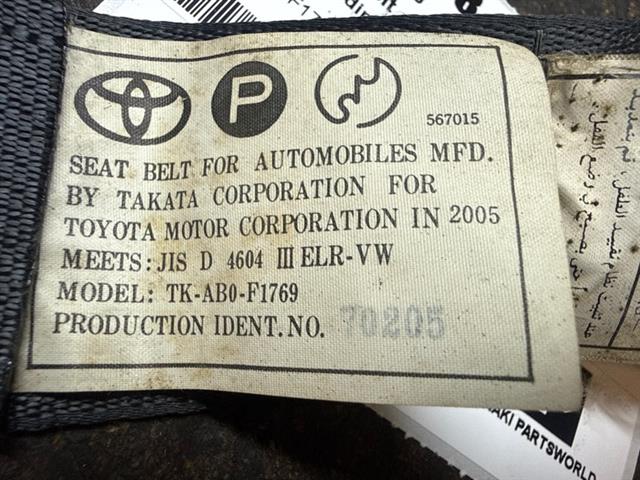 P
567015
SEAT BELT FOR AUTOMOBILES MFD.
BY TAKATA CORPORATION FOR
TOYOTA MOTOR CORPORATION IN 2005
MEETS: JIS D 4604 III ELR-VW
MODEL: TK-AB0-F1769
PRODUCTION IDENT.NO. 70205
AKI PARTSWORLD